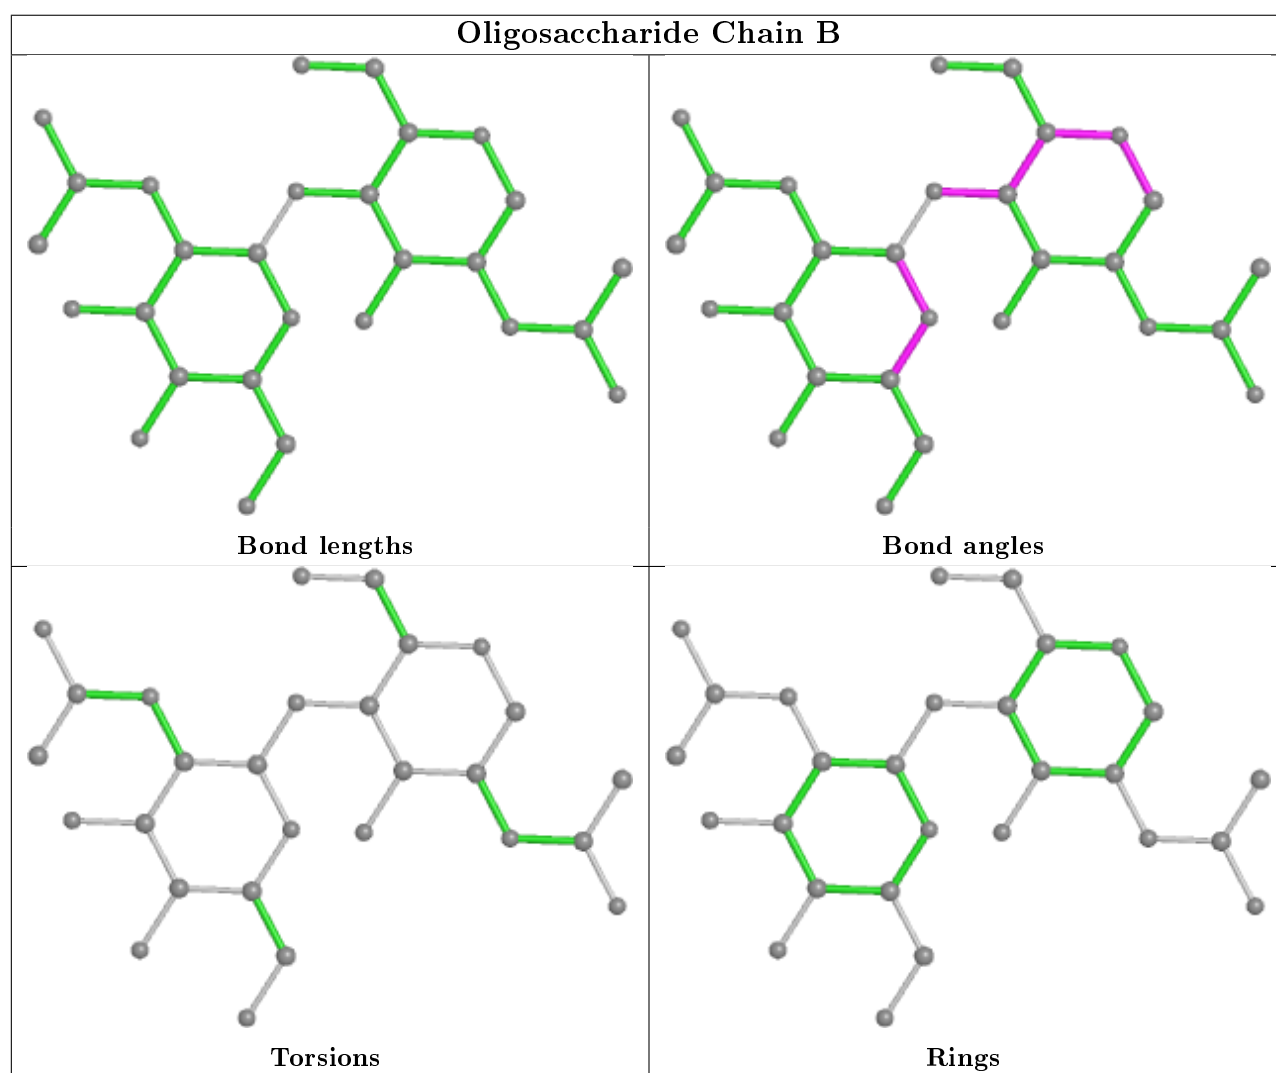 Oligosaccharide Chain B
Bond lengths
Bond angles
Torsions
Rings